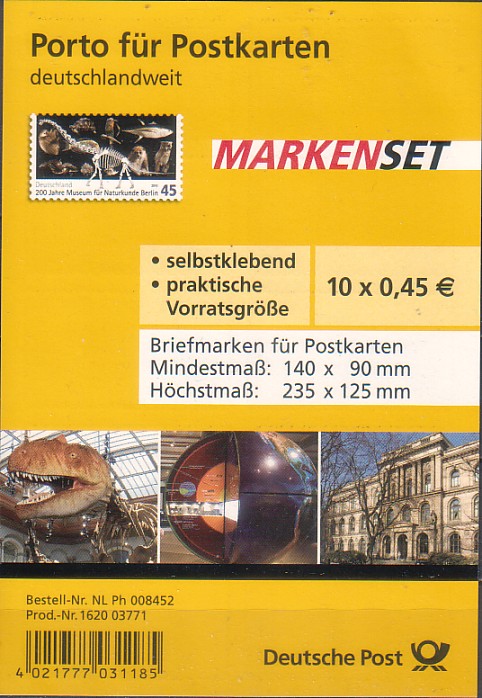 Porto für Postkarten
deutschlandweit
Deutschland
45
200 Jahre Museum für Naturkunde Berlin
MARKENSET
• selbstklebend
• praktische
Vorratsgröße
10 x 0,45 €
Briefmarken für Postkarten
Mindestmaß: 140 x 90 mm
Höchstmaß: 235 x 125 mm
Bestell-Nr. NL Ph 008452
Prod.-Nr. 1620 03771
4 021777 031185
Deutsche Post